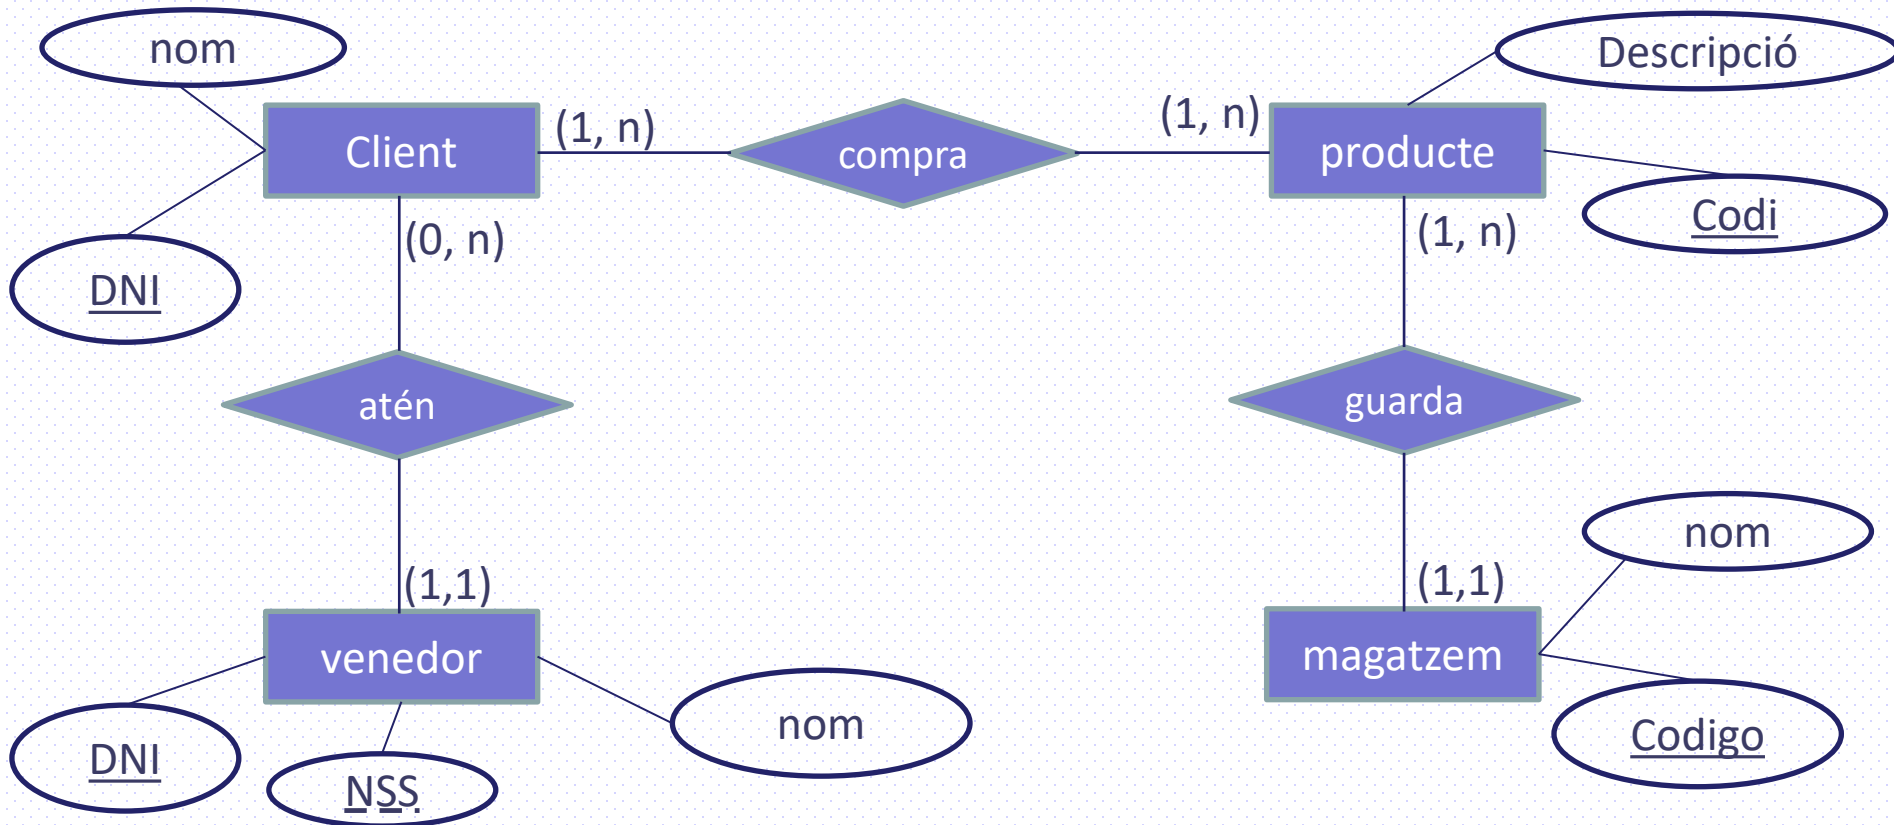 nom
Descripció
Client
(1, n)
compra
(1, n)
producte
Codi
(0, n)
(1, n)
DNI
atén
guarda
nom
(1,1)
(1,1)
venedor
magatzem
nom
Codigo
DNI
NSS